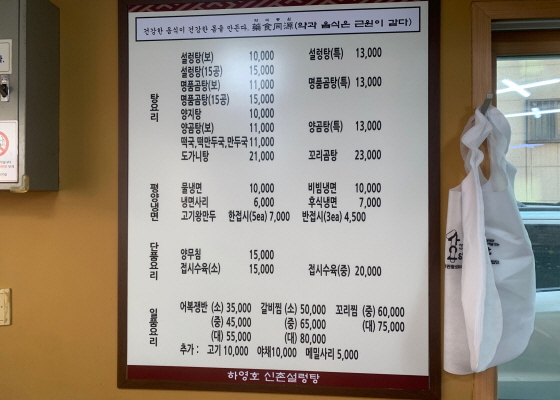 건강한 음식이 건강한 몸을 만든다. 藥食同源(약과 음식은 근원이 같다)
탕요리
설렁탕(보) 10,000 설렁탕(특) 13,000
설렁탕(15공) 15,000
명품곰탕(보) 11,000 명품곰탕(특) 13,000
명품곰탕(15공) 15,000
양지탕 10,000
양곰탕(보) 11,000 양곰탕(특) 13,000
떡국,떡만두국,만두국 11,000
도가니탕 21,000 꼬리곰탕 23,000
평양냉면
물냉면 10,000 비빔냉면 10,000
냉면사리 6,000 후식냉면 7,000
고기왕만두 한접시(5ea) 7,000 반접시(3ea) 4,500
단품요리
양무침 15,000
접시수육(소) 15,000 접시수육(중) 20,000
일품요리
어복쟁반 (소) 35,000 갈비찜 (소) 50,000 꼬리찜 (중) 60,000
(중) 45,000 (중) 65,000 (대) 75,000
(대) 55,000 (대) 80,000
추가 : 고기 10,000 야채10,000 메밀사리 5,000
하영호 신촌설렁탕